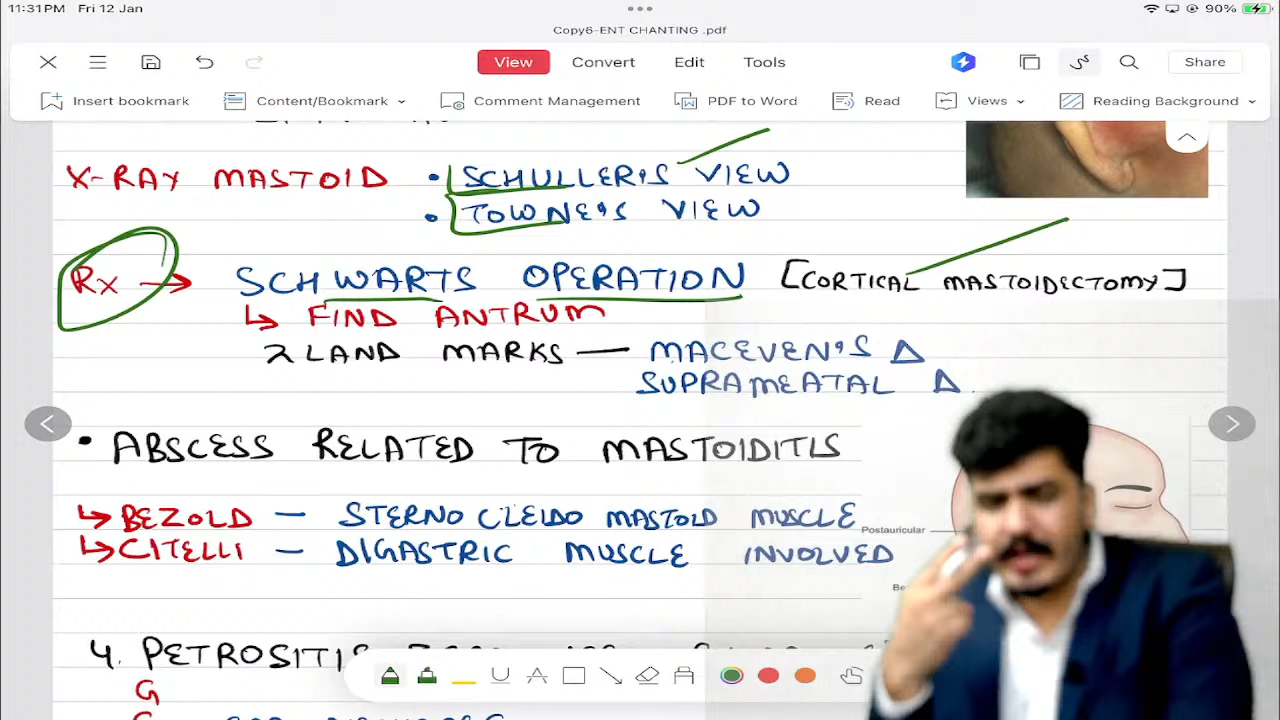 11:31PM Fri 12 Jan
90%
Copy6-ENT CHANTING .pdf
View Convert Edit Tools Share
Insert bookmark Content/Bookmark Comment Management PDF to Word Read Views Reading Background
X-RAY MASTOID • SCHULLER'S VIEW
• TOWNE'S VIEW
Rx → SCHWARTS OPERATION [CORTICAL MASTOIDECTOMY]
↳ FIND ANTRUM
2 LAND MARKS — MACEVEN'S Δ
SUPRAMEATAL Δ
• ABSCESS RELATED TO MASTOIDITIS
↳ BEZOLD — STERNO CLEIDO MASTOID MUSCLE
Postauricular
↳ CITELLI — DIGASTRIC MUSCLE INVOLVED
4. PETROSITIS
G